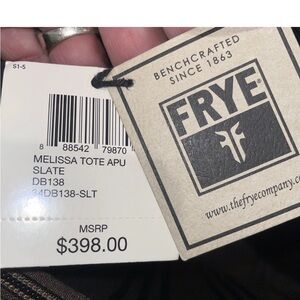 S1-5
8 88542 79870
MELISSA TOTE APU
SLATE
DB138
34DB138-SLT
MSRP
$398.00
BENCHCRAFTED
SINCE 1863
FRYE
www.thefryecompany.co